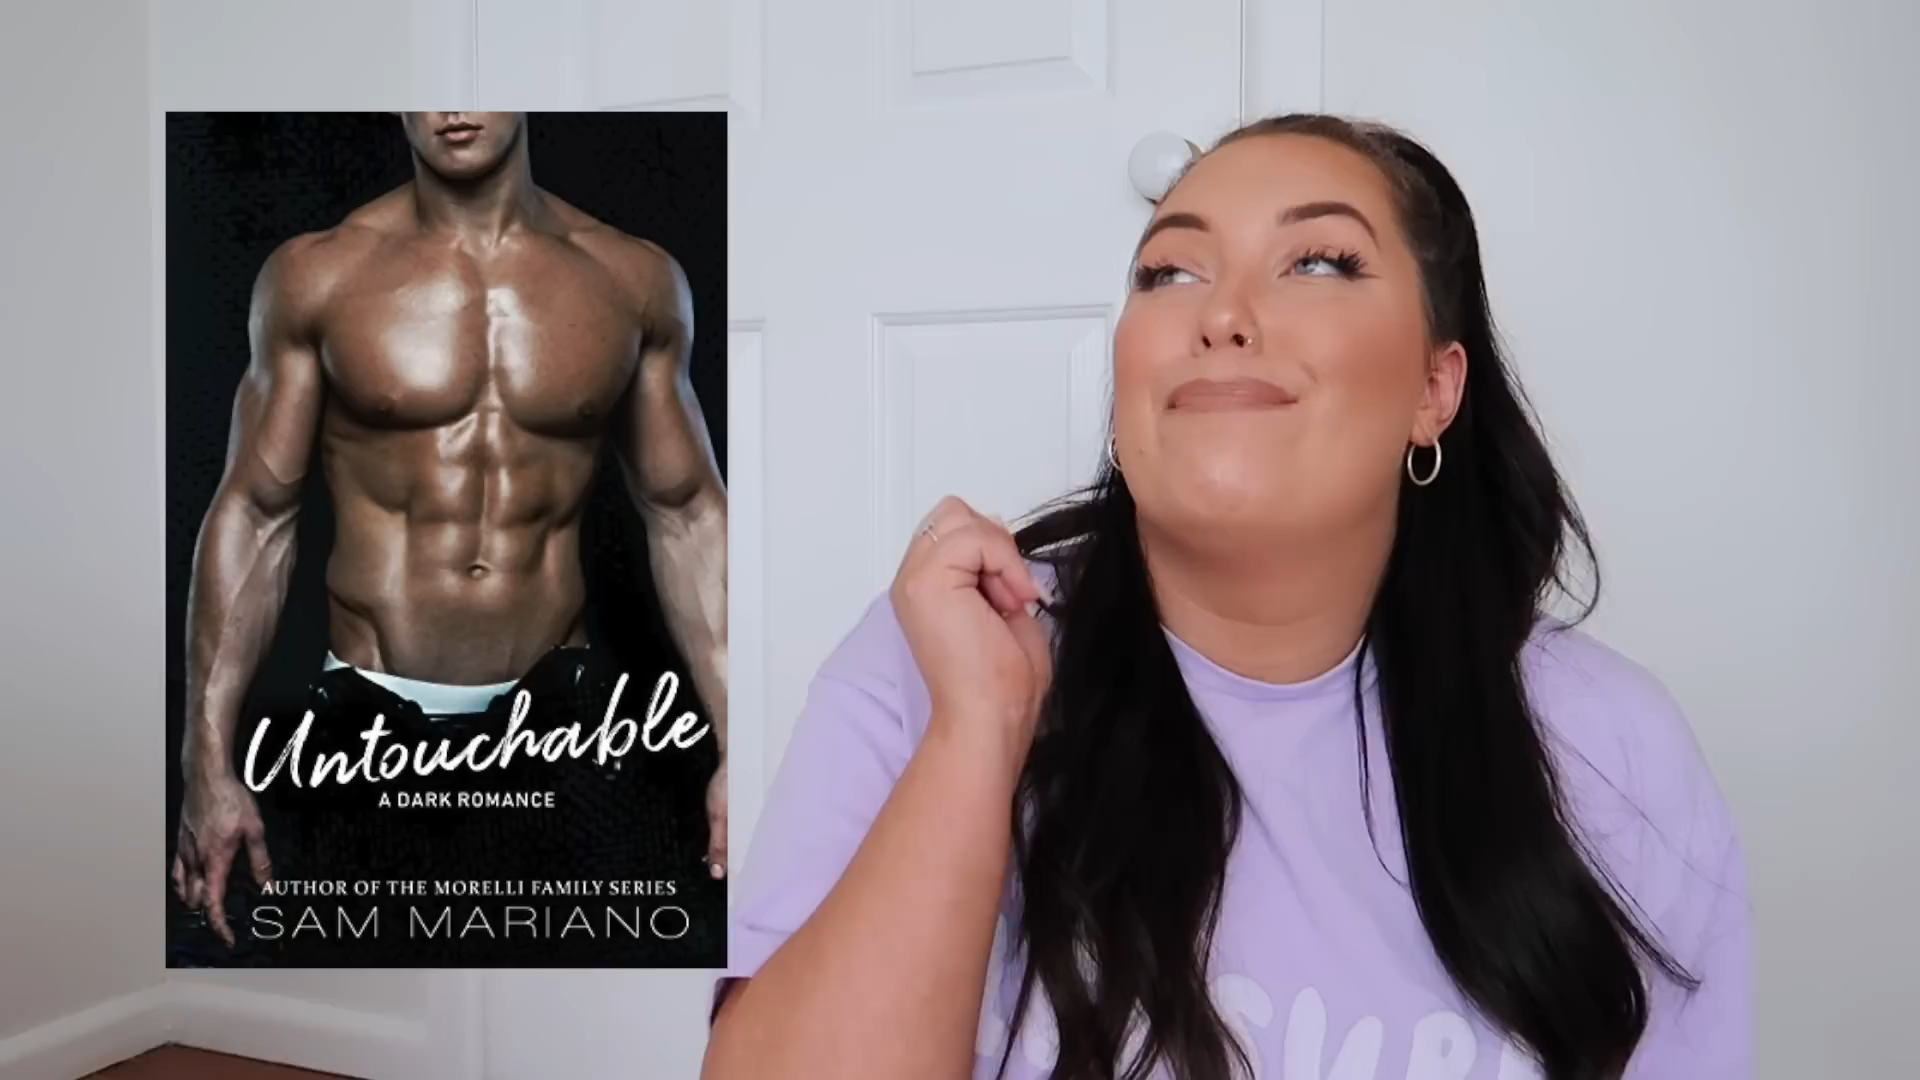 Untouchable
A DARK ROMANCE
AUTHOR OF THE MORELLI FAMILY SERIES
SAM MARIANO